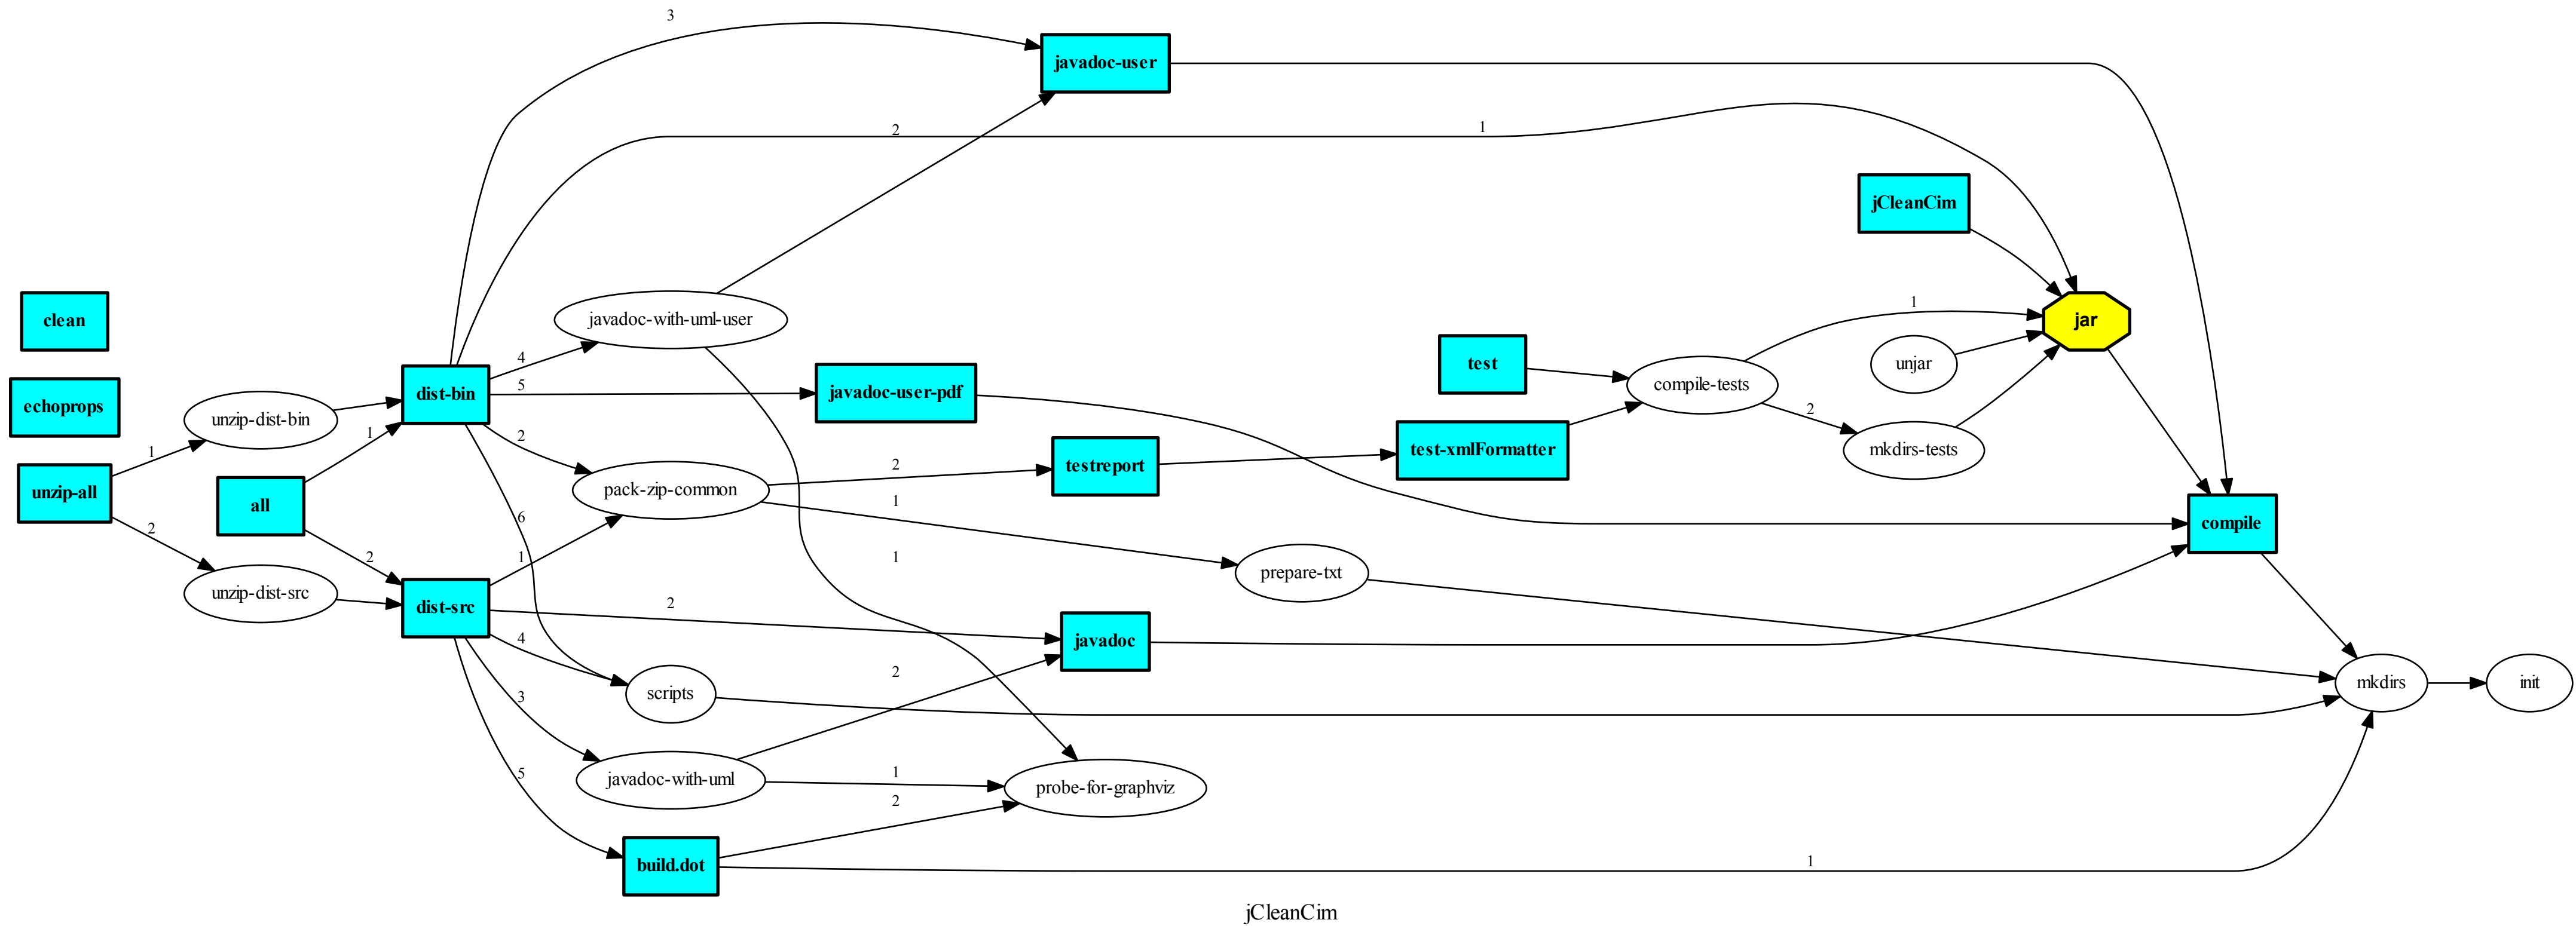 3
javadoc-user
2
1
jCleanCim
clean
javadoc-with-uml-user
1
jar
4
5
test
compile-tests
unjar
echoprops
unzip-dist-bin
dist-bin
javadoc-user-pdf
2
1
1
2
2
test-xmlFormatter
mkdirs-tests
unzip-all
all
pack-zip-common
testreport
2
1
6
compile
2
2
1
1
prepare-txt
unzip-dist-src
dist-src
2
javadoc
4
2
3
scripts
mkdirs
init
5
javadoc-with-uml
1
probe-for-graphviz
2
build.dot
1
jCleanCim